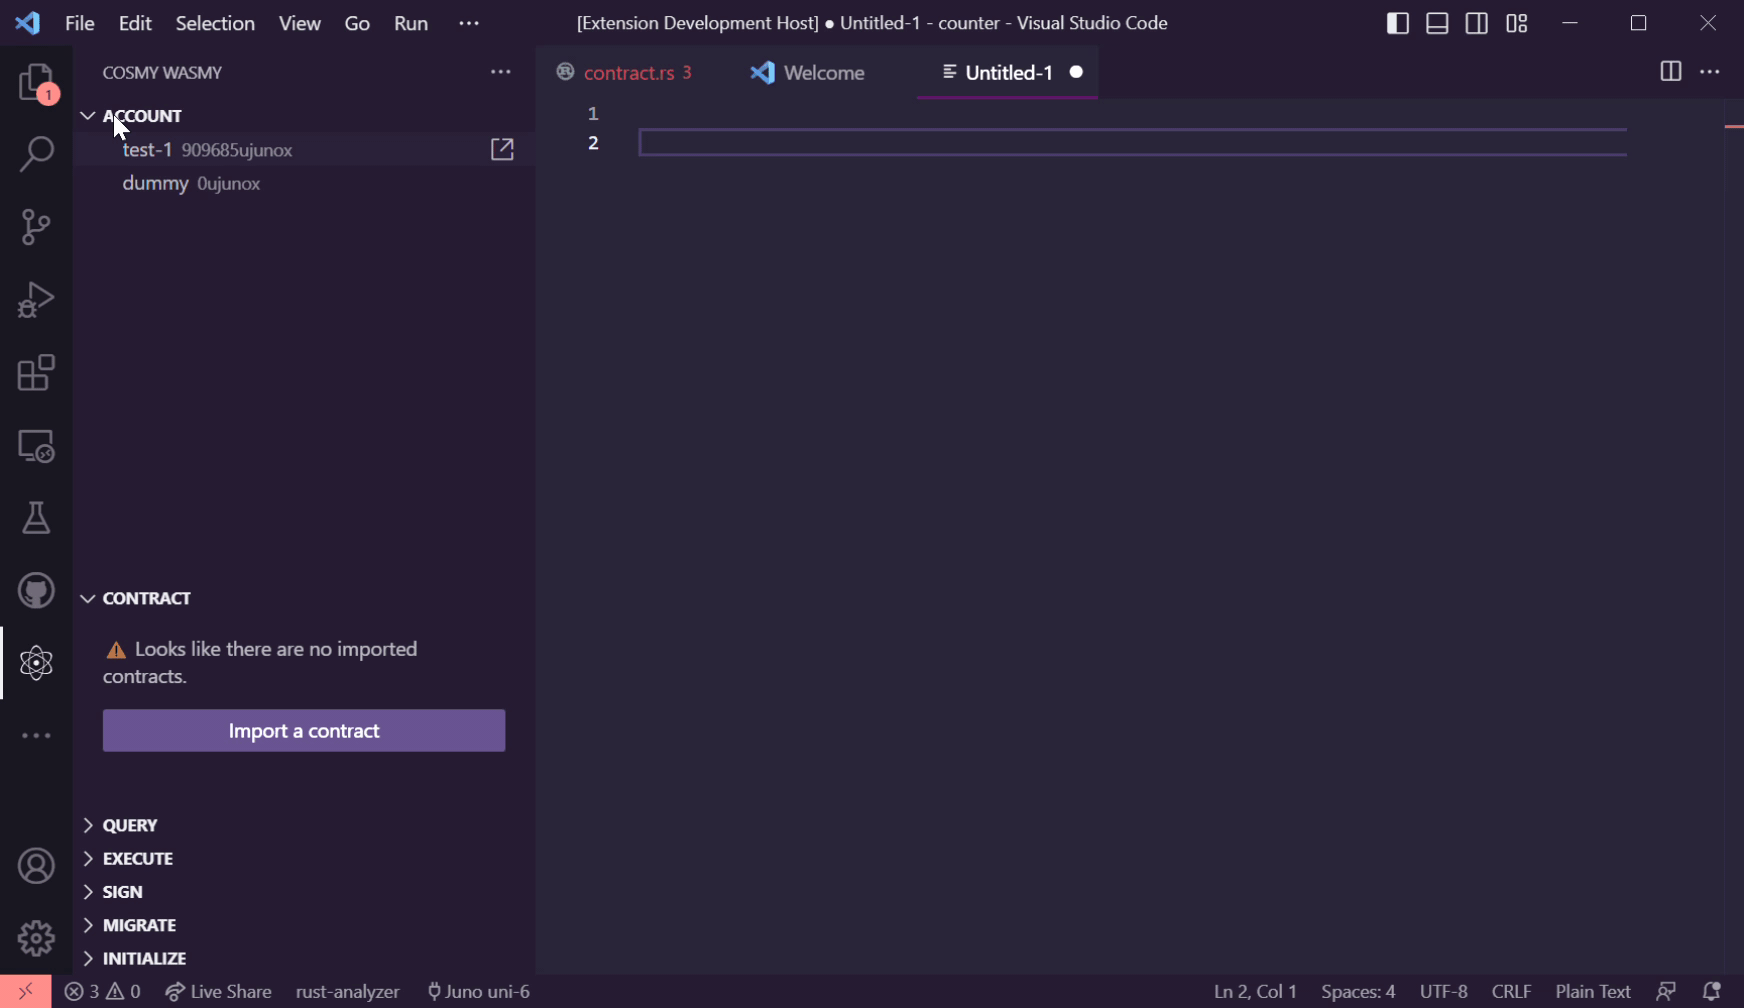 File Edit Selection View Go Run ··· [Extension Development Host] ● Untitled-1 - counter - Visual Studio Code
COSMY WASMY
contract.rs 3 Welcome Untitled-1
1
ACCOUNT
1
test-1 909685ujunox
2
dummy 0ujunox
CONTRACT
Looks like there are no imported
contracts.
Import a contract
QUERY
EXECUTE
SIGN
MIGRATE
INITIALIZE
3 0 Live Share rust-analyzer Juno uni-6 Ln 2, Col 1 Spaces: 4 UTF-8 CRLF Plain Text